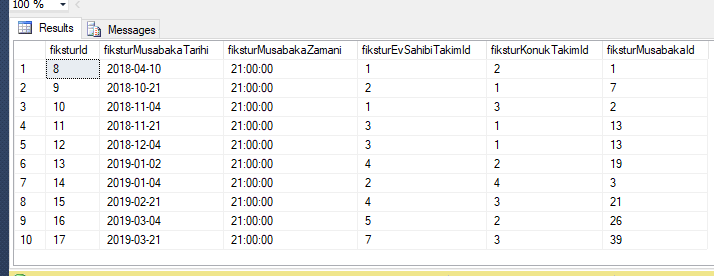 100 %
Results Messages
fiksturId fiksturMusabakaTarihi fiksturMusabakaZamani fiksturEvSahibiTakimId fiksturKonukTakimId fiksturMusabakaId
1 8 2018-04-10 21:00:00 1 2 1
2 9 2018-10-21 21:00:00 2 1 7
3 10 2018-11-04 21:00:00 1 3 2
4 11 2018-11-21 21:00:00 3 1 13
5 12 2018-12-04 21:00:00 3 1 13
6 13 2019-01-02 21:00:00 4 2 19
7 14 2019-01-04 21:00:00 2 4 3
8 15 2019-02-21 21:00:00 4 3 21
9 16 2019-03-04 21:00:00 5 2 26
10 17 2019-03-21 21:00:00 7 3 39